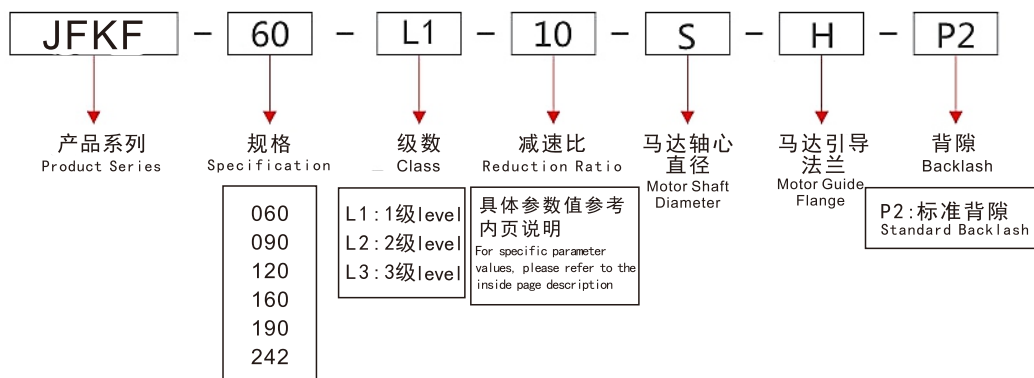 JFKF - 60 - L1 - 10 - S - H - P2
产品系列
Product Series
规格
Specification
060
090
120
160
190
242
级数
Class
L1:1级level
L2:2级level
L3:3级level
减速比
Reduction Ratio
具体参数值参考
内页说明
For specific parameter
values, please refer to the
inside page description
马达轴心
直径
Motor Shaft
Diameter
马达引导
法兰
Motor Guide
Flange
背隙
Backlash
P2:标准背隙
Standard Backlash